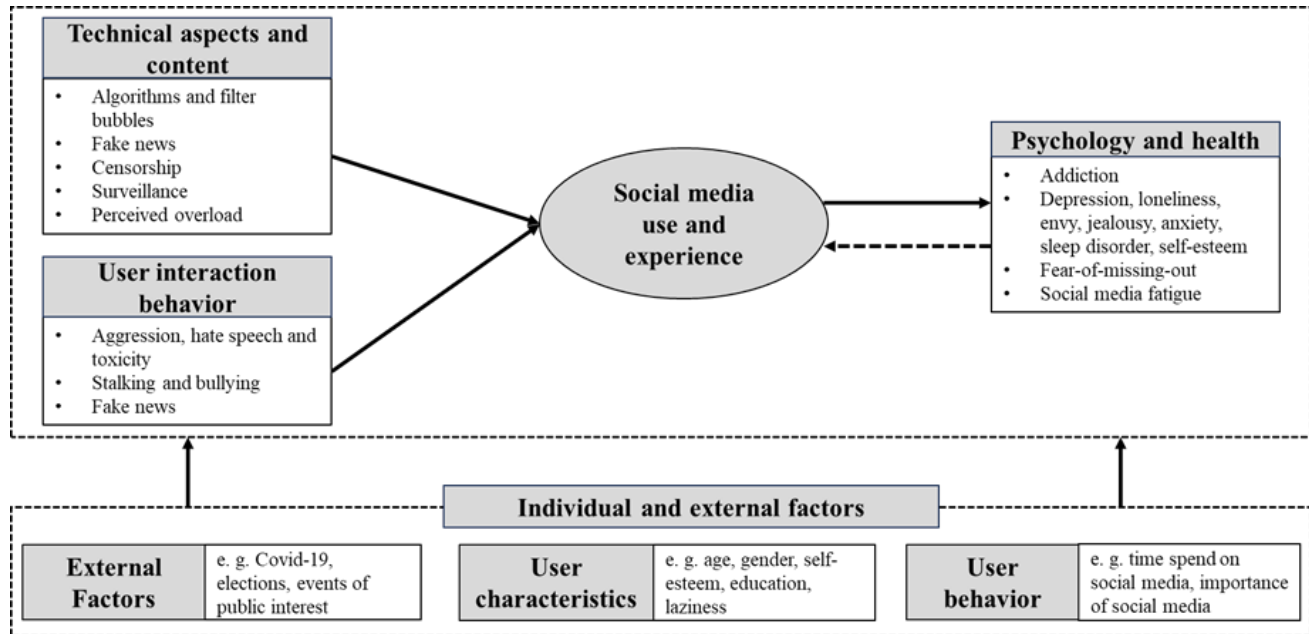 Technical aspects and
content
• Algorithms and filter
bubbles
• Fake news
• Censorship
• Surveillance
• Perceived overload
User interaction
behavior
• Aggression, hate speech and
toxicity
• Stalking and bullying
• Fake news
Social media
use and
experience
Psychology and health
• Addiction
• Depression, loneliness,
envy, jealousy, anxiety,
sleep disorder, self-esteem
• Fear-of-missing-out
• Social media fatigue
Individual and external factors
External
Factors
e. g. Covid-19,
elections, events of
public interest
User
characteristics
e. g. age, gender, self-
esteem, education,
laziness
User
behavior
e. g. time spend on
social media, importance
of social media